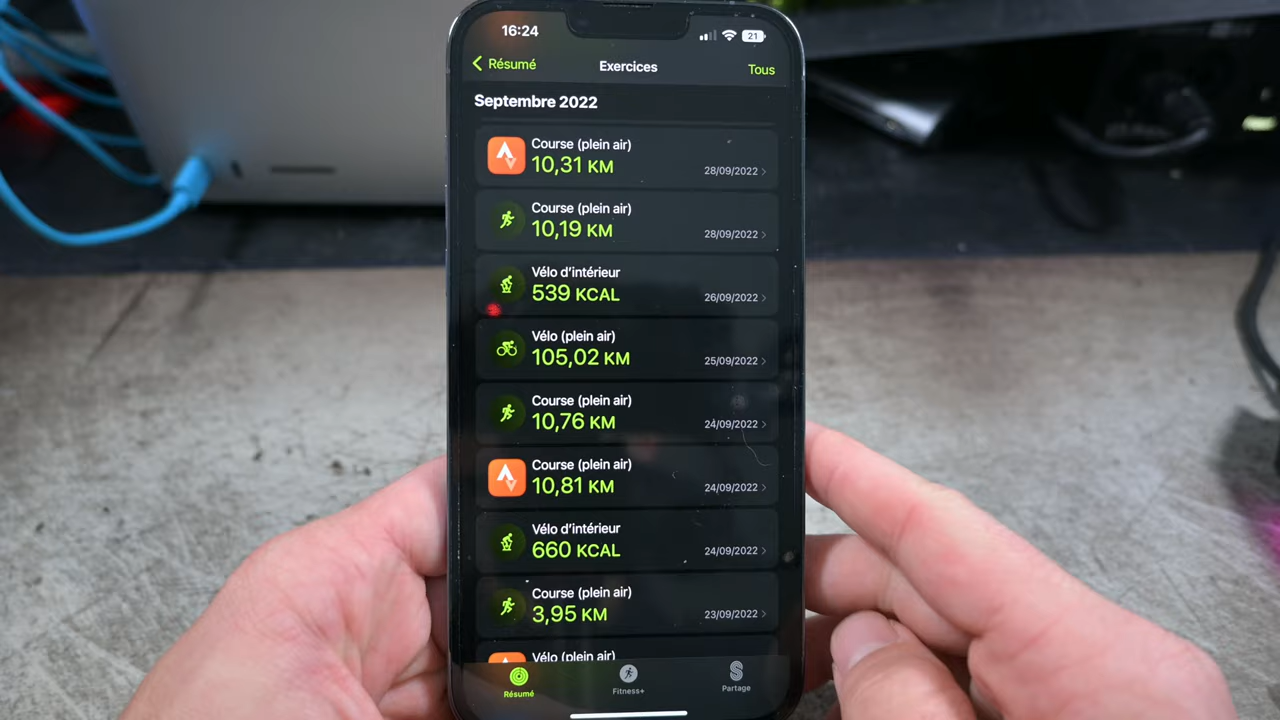 16:24
21
Résumé
Exercices
Tous
Septembre 2022
Course (plein air)
10,31 KM
28/09/2022
Course (plein air)
10,19 KM
28/09/2022
Vélo d'intérieur
539 KCAL
26/09/2022
Vélo (plein air)
105,02 KM
25/09/2022
Course (plein air)
10,76 KM
24/09/2022
Course (plein air)
10,81 KM
24/09/2022
Vélo d'intérieur
660 KCAL
24/09/2022
Course (plein air)
3,95 KM
23/09/2022
Vélo (plein air)
Résumé
Fitness+
Partage